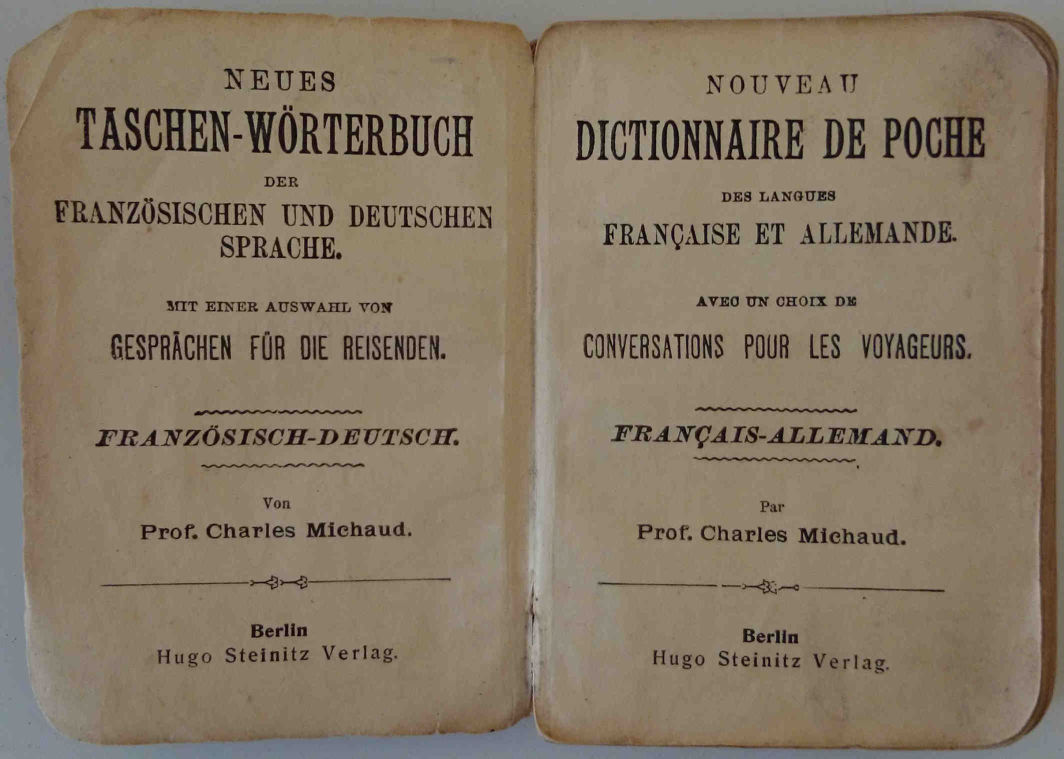 NEUES
TASCHEN-WÖRTERBUCH
DER
FRANZÖSISCHEN UND DEUTSCHEN
SPRACHE.
MIT EINER AUSWAHL VON
GESPRÄCHEN FÜR DIE REISENDEN.
FRANZÖSISCH-DEUTSCH.
Von
Prof. Charles Michaud.
Berlin
Hugo Steinitz Verlag.
NOUVEAU
DICTIONNAIRE DE POCHE
DES LANGUES
FRANÇAISE ET ALLEMANDE.
AVEC UN CHOIX DE
CONVERSATIONS POUR LES VOYAGEURS.
FRANÇAIS-ALLEMAND.
Par
Prof. Charles Michaud.
Berlin
Hugo Steinitz Verlag.